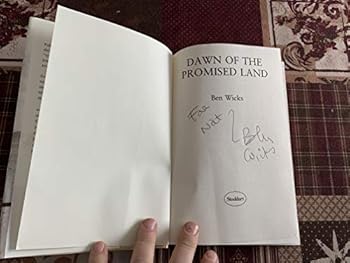 DAWN OF THE
PROMISED LAND
Ben Wicks
For
Nat
Ben
Wicks
Stoddart